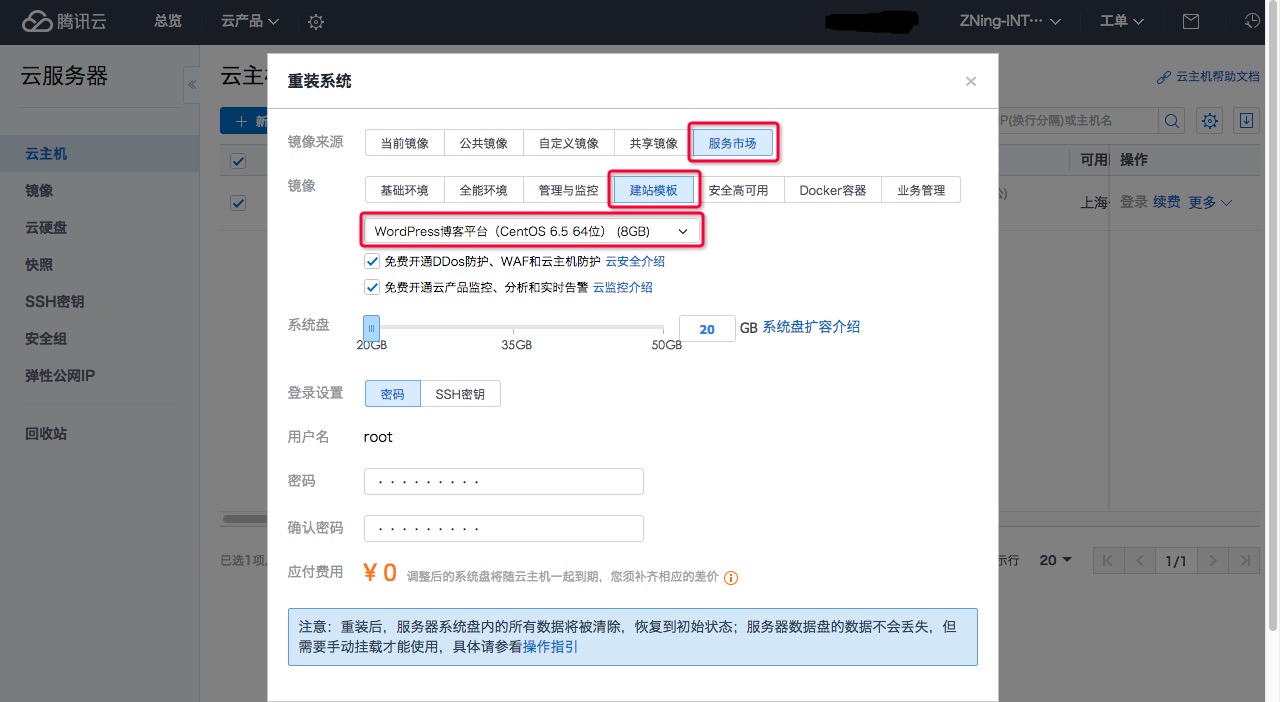 腾讯云 总览 云产品 ZNing-INT··· 工单
云服务器
云主机
镜像
云硬盘
快照
SSH密钥
安全组
弹性公网IP
回收站
云主 云主机帮助文档
＋ 新 P(换行分隔)或主机名
可用 操作
上海- 登录 续费 更多
已选1项, 示行 20 1/1
重装系统 ×
镜像来源 当前镜像 公共镜像 自定义镜像 共享镜像 服务市场
镜像 基础环境 全能环境 管理与监控 建站模板 安全高可用 Docker容器 业务管理
WordPress博客平台（CentOS 6.5 64位） (8GB)
免费开通DDos防护、WAF和云主机防护 云安全介绍
免费开通云产品监控、分析和实时告警 云监控介绍
系统盘 20 GB 系统盘扩容介绍
20GB 35GB 50GB
登录设置 密码 SSH密钥
用户名 root
密码 ·········
确认密码 ·········
应付费用 ¥ 0 调整后的系统盘将随云主机一起到期，您须补齐相应的差价
注意：重装后，服务器系统盘内的所有数据将被清除，恢复到初始状态；服务器数据盘的数据不会丢失，但
需要手动挂载才能使用，具体请参看操作指引